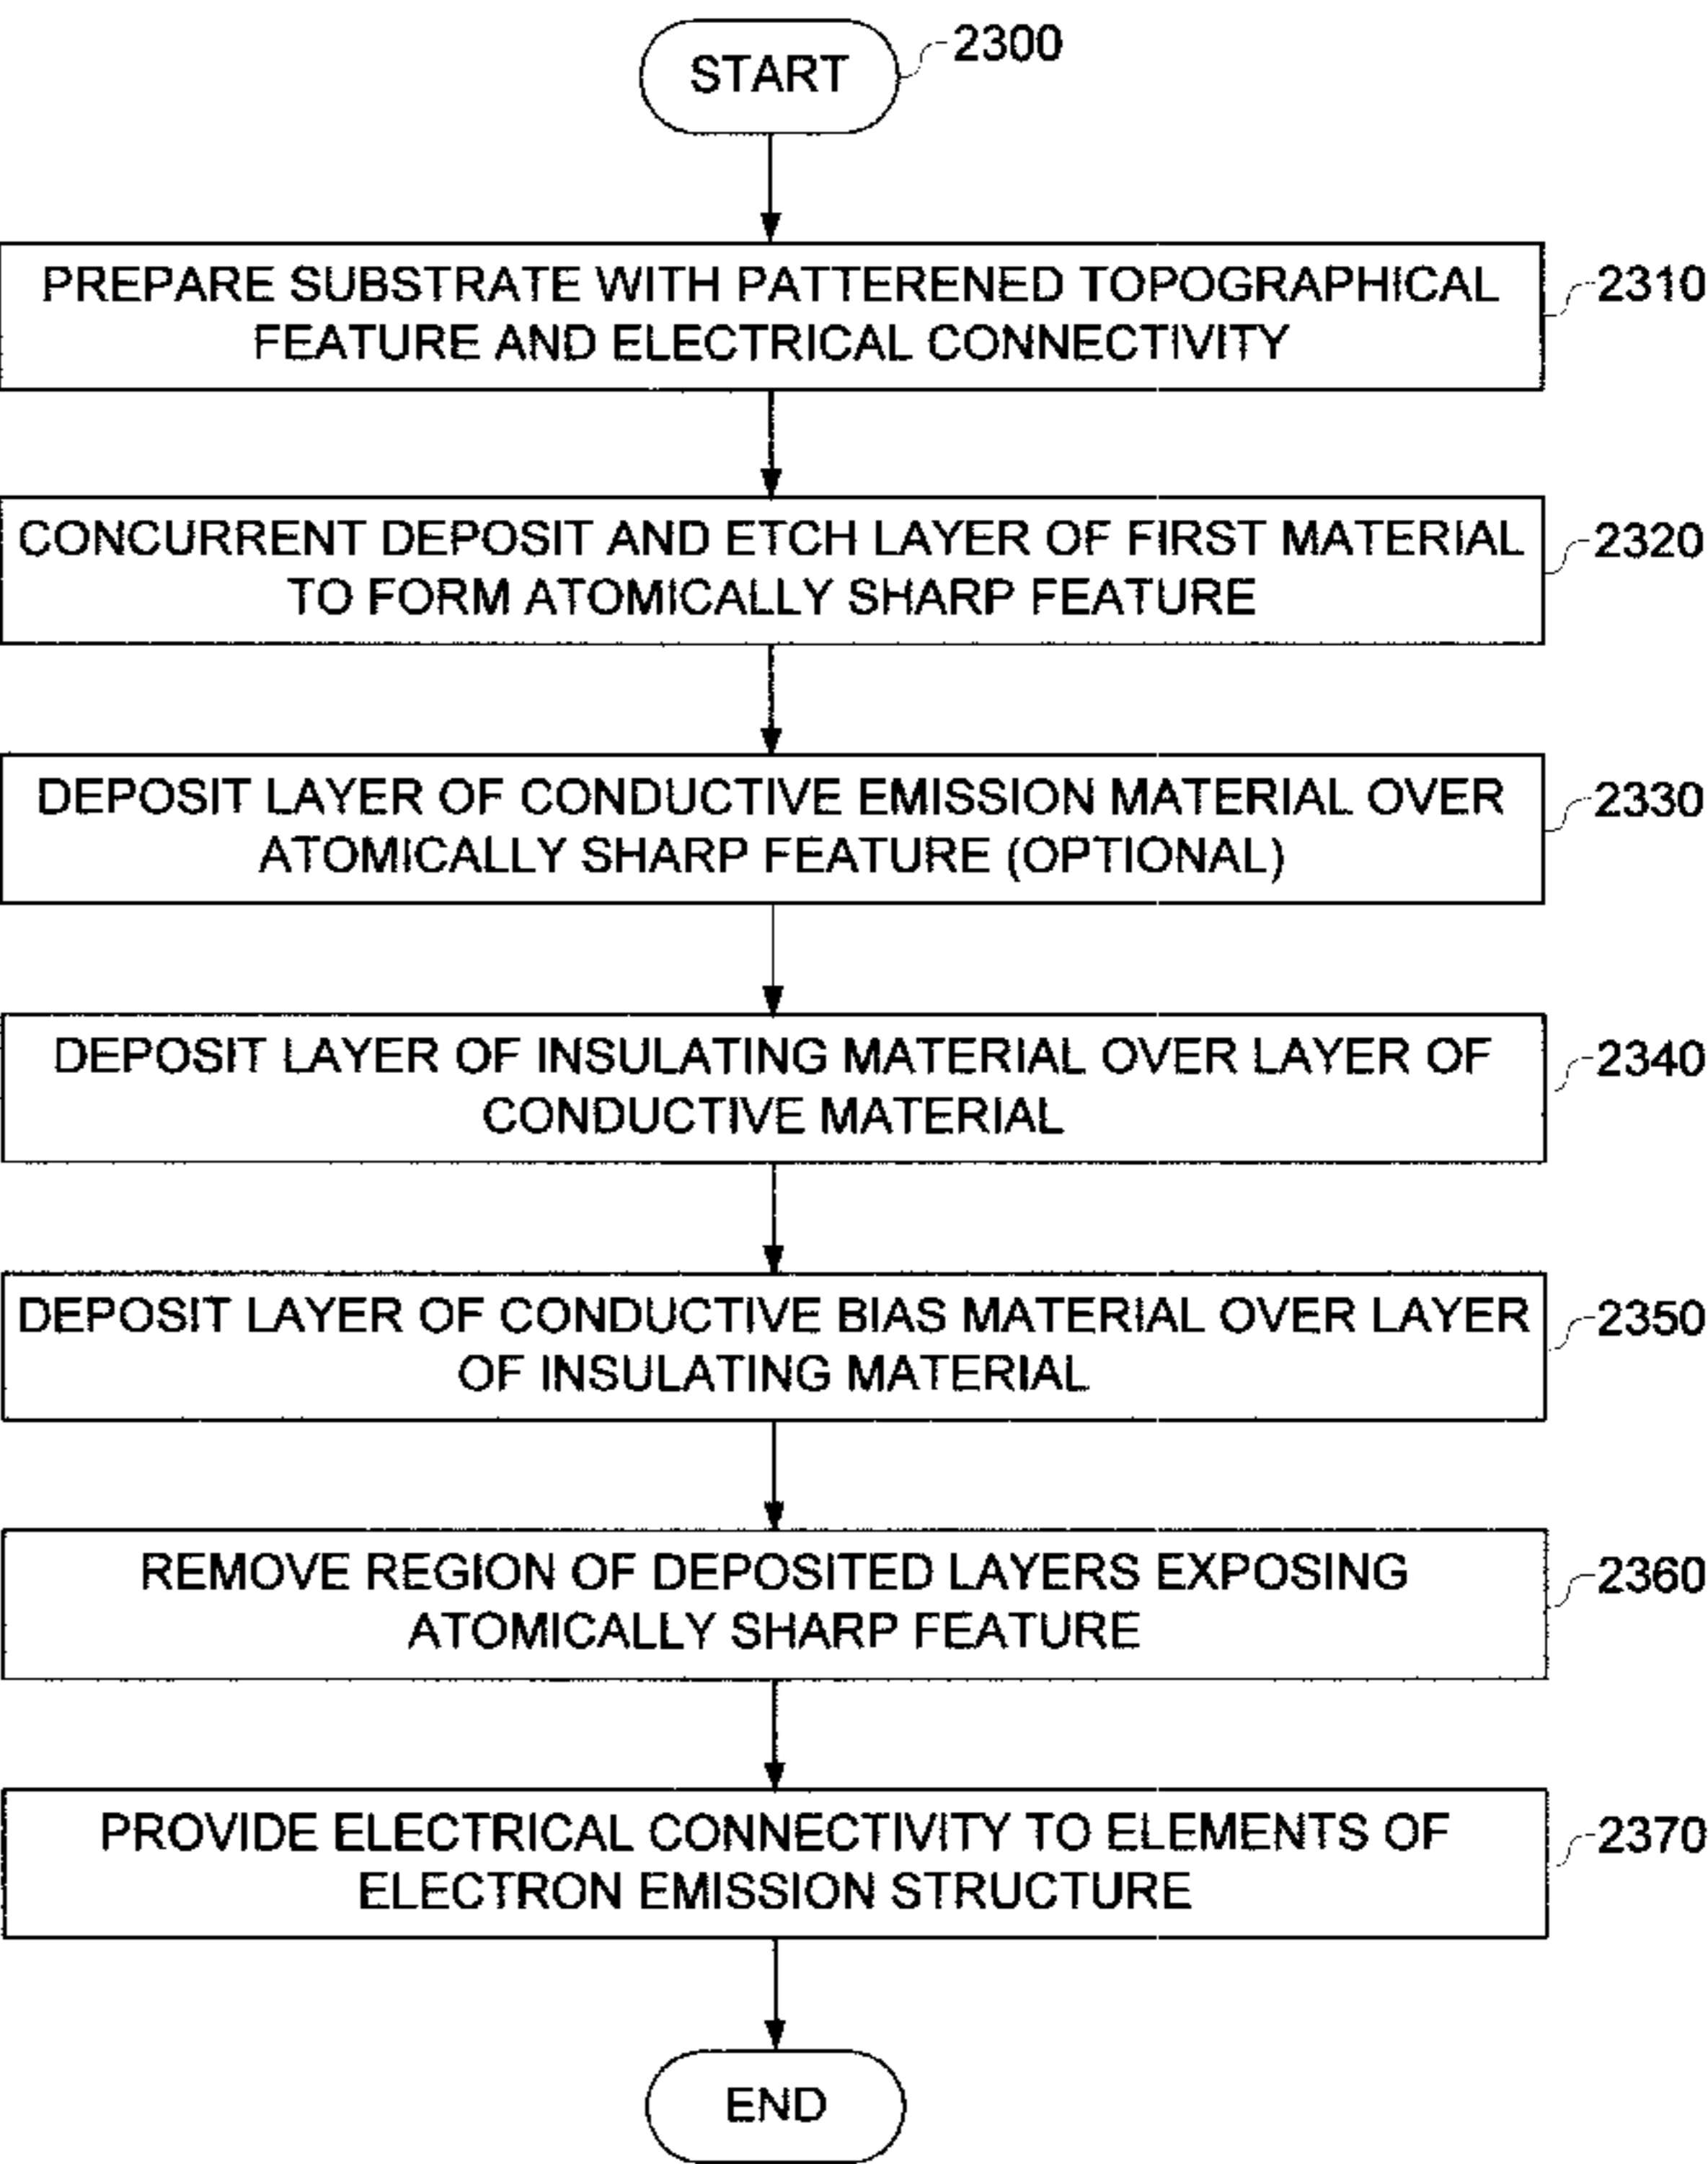 START
2300
PREPARE SUBSTRATE WITH PATTERENED TOPOGRAPHICAL
FEATURE AND ELECTRICAL CONNECTIVITY
2310
CONCURRENT DEPOSIT AND ETCH LAYER OF FIRST MATERIAL
TO FORM ATOMICALLY SHARP FEATURE
2320
DEPOSIT LAYER OF CONDUCTIVE EMISSION MATERIAL OVER
ATOMICALLY SHARP FEATURE (OPTIONAL)
2330
DEPOSIT LAYER OF INSULATING MATERIAL OVER LAYER OF
CONDUCTIVE MATERIAL
2340
DEPOSIT LAYER OF CONDUCTIVE BIAS MATERIAL OVER LAYER
OF INSULATING MATERIAL
2350
REMOVE REGION OF DEPOSITED LAYERS EXPOSING
ATOMICALLY SHARP FEATURE
2360
PROVIDE ELECTRICAL CONNECTIVITY TO ELEMENTS OF
ELECTRON EMISSION STRUCTURE
2370
END